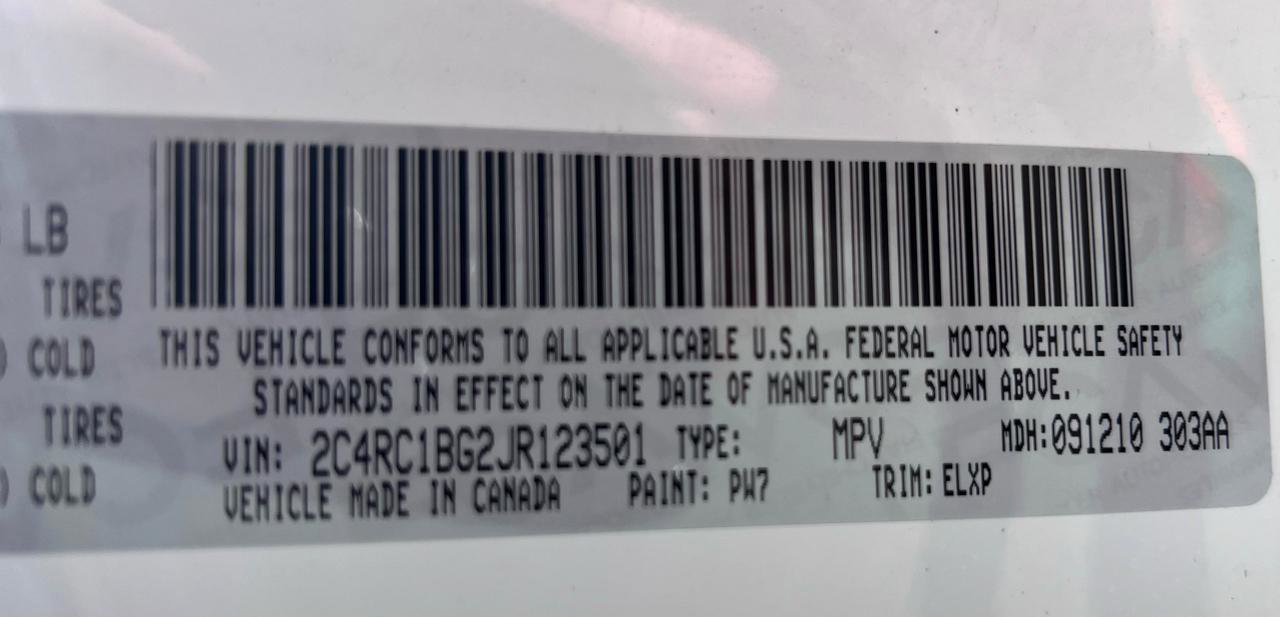 LB
TIRES
COLD
TIRES
COLD
THIS VEHICLE CONFORMS TO ALL APPLICABLE U.S.A. FEDERAL MOTOR VEHICLE SAFETY
STANDARDS IN EFFECT ON THE DATE OF MANUFACTURE SHOWN ABOVE.
VIN: 2C4RC1BG2JR123501 TYPE: MPV MDH:091210 303AA
VEHICLE MADE IN CANADA PAINT: PW7 TRIM: ELXP